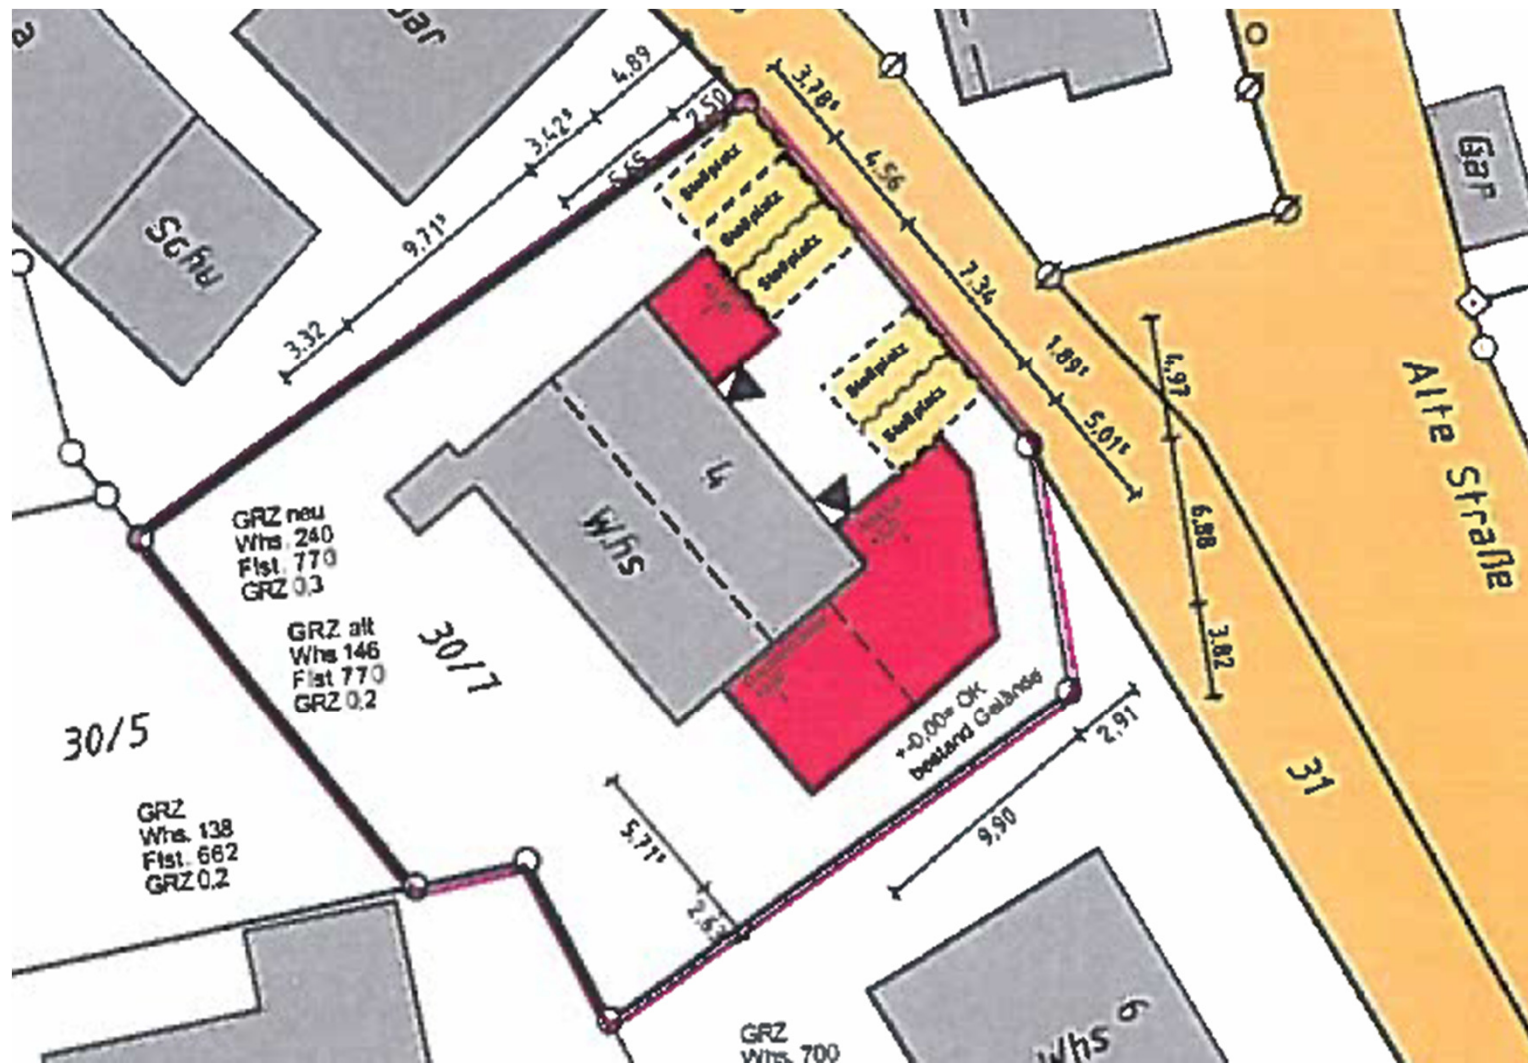 4,89
2,50
3,42⁵
5,65
9,71⁵
3,32
3,78⁵
4,56
7,34
1,89⁵
5,01⁵
4,97
6,88
3,82
Stellplatz
Stellplatz
Stellplatz
Stellplatz
Stellplatz
Gar
Schu
Alte Straße
4
Whs
GRZ neu
Whs. 240
Flst. 770
GRZ 0,3
GRZ alt
Whs 146
Flst 770
GRZ 0,2
30/7
30/5
GRZ
Whs. 138
Flst. 662
GRZ 0,2
+-0,00= OK
bestand Gelände
2,91
9,90
5,71⁵
31
GRZ
Whs. 700
Whs 6